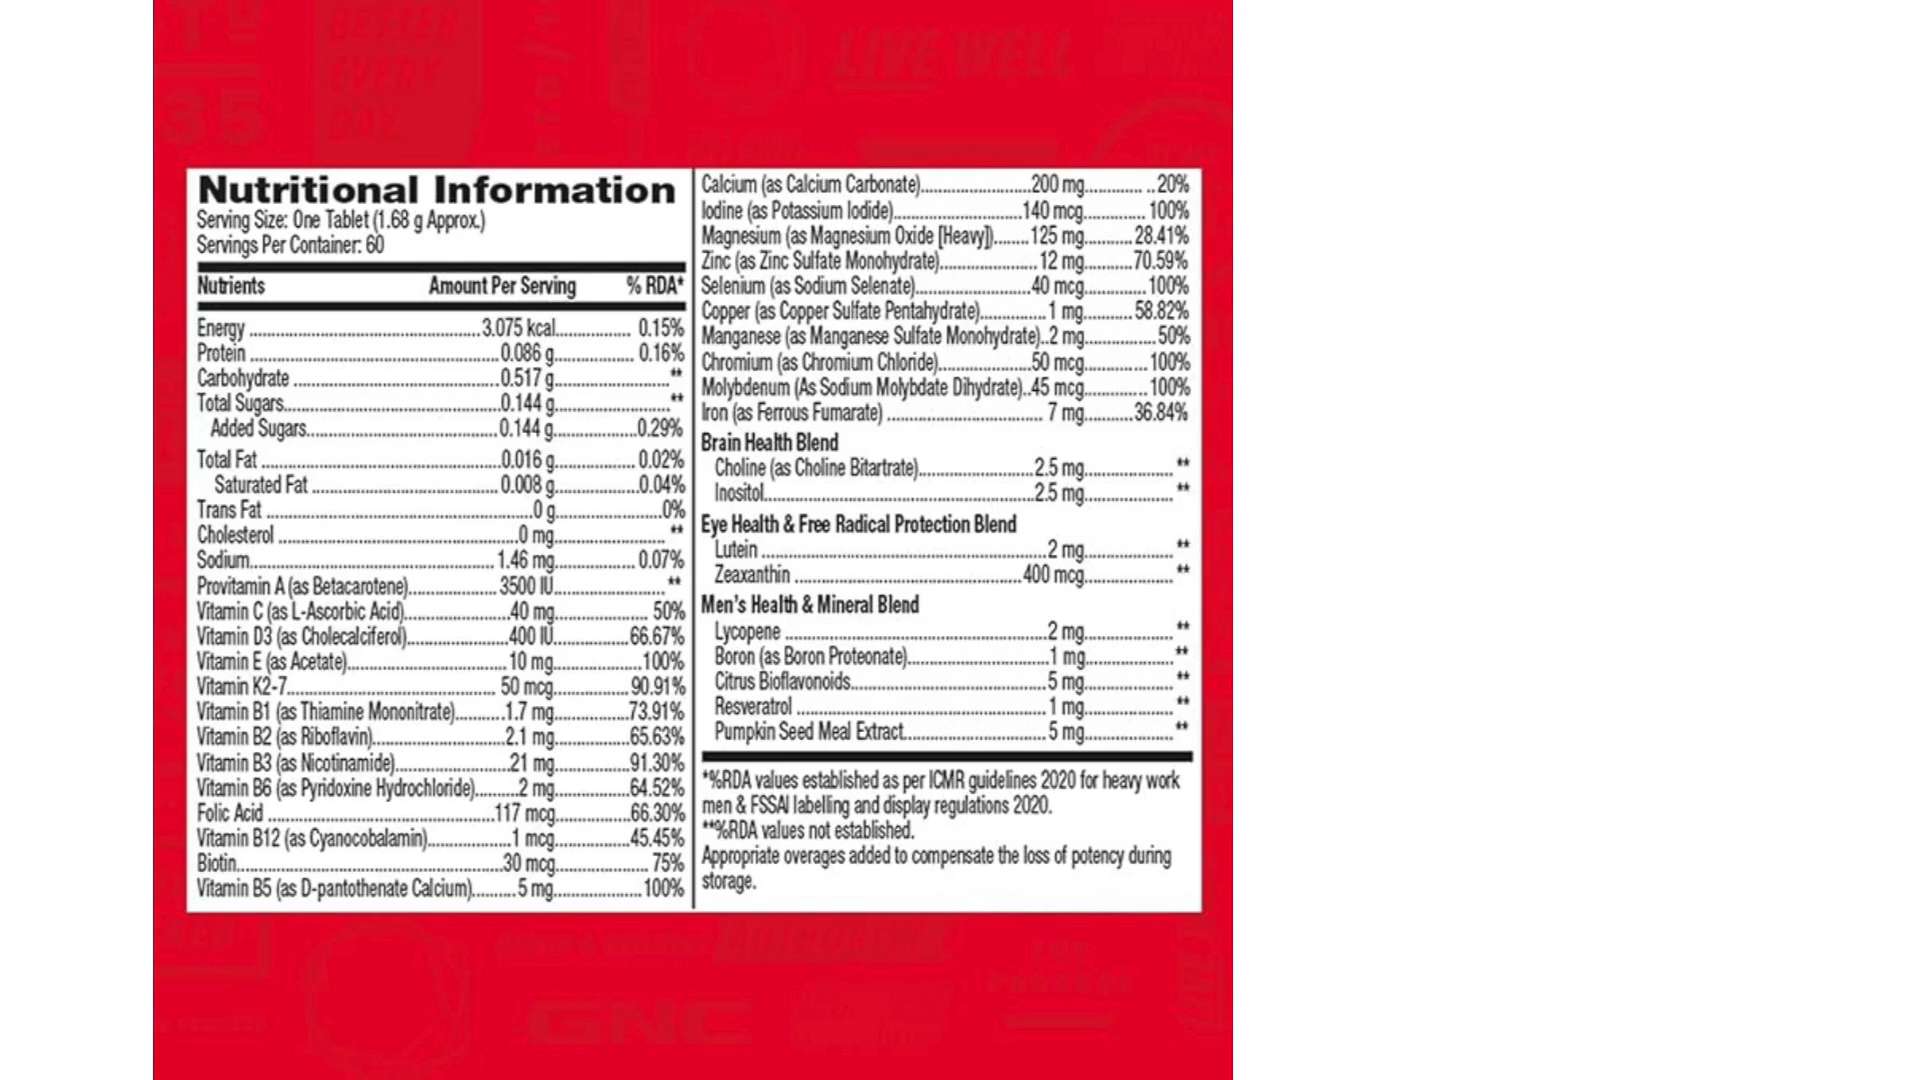 BETTER
EVERY
DAY
35
LIVE WELL
Nutritional Information
Serving Size: One Tablet (1.68 g Approx.)
Servings Per Container: 60
Nutrients Amount Per Serving % RDA*
Energy 3.075 kcal 0.15%
Protein 0.086 g 0.16%
Carbohydrate 0.517 g **
Total Sugars 0.144 g **
Added Sugars 0.144 g 0.29%
Total Fat 0.016 g 0.02%
Saturated Fat 0.008 g 0.04%
Trans Fat 0 g 0%
Cholesterol 0 mg **
Sodium 1.46 mg 0.07%
Provitamin A (as Betacarotene) 3500 IU **
Vitamin C (as L-Ascorbic Acid) 40 mg 50%
Vitamin D3 (as Cholecalciferol) 400 IU 66.67%
Vitamin E (as Acetate) 10 mg 100%
Vitamin K2-7 50 mcg 90.91%
Vitamin B1 (as Thiamine Mononitrate) 1.7 mg 73.91%
Vitamin B2 (as Riboflavin) 2.1 mg 65.63%
Vitamin B3 (as Nicotinamide) 21 mg 91.30%
Vitamin B6 (as Pyridoxine Hydrochloride) 2 mg 64.52%
Folic Acid 117 mcg 66.30%
Vitamin B12 (as Cyanocobalamin) 1 mcg 45.45%
Biotin 30 mcg 75%
Vitamin B5 (as D-pantothenate Calcium) 5 mg 100%
Calcium (as Calcium Carbonate) 200 mg 20%
Iodine (as Potassium Iodide) 140 mcg 100%
Magnesium (as Magnesium Oxide [Heavy]) 125 mg 28.41%
Zinc (as Zinc Sulfate Monohydrate) 12 mg 70.59%
Selenium (as Sodium Selenate) 40 mcg 100%
Copper (as Copper Sulfate Pentahydrate) 1 mg 58.82%
Manganese (as Manganese Sulfate Monohydrate) 2 mg 50%
Chromium (as Chromium Chloride) 50 mcg 100%
Molybdenum (As Sodium Molybdate Dihydrate) 45 mcg 100%
Iron (as Ferrous Fumarate) 7 mg 36.84%
Brain Health Blend
Choline (as Choline Bitartrate) 2.5 mg **
Inositol 2.5 mg **
Eye Health & Free Radical Protection Blend
Lutein 2 mg **
Zeaxanthin 400 mcg **
Men's Health & Mineral Blend
Lycopene 2 mg **
Boron (as Boron Proteonate) 1 mg **
Citrus Bioflavonoids 5 mg **
Resveratrol 1 mg **
Pumpkin Seed Meal Extract 5 mg **
*%RDA values established as per ICMR guidelines 2020 for heavy work
men & FSSAI labelling and display regulations 2020.
**%RDA values not established.
Appropriate overages added to compensate the loss of potency during
storage.
GNC